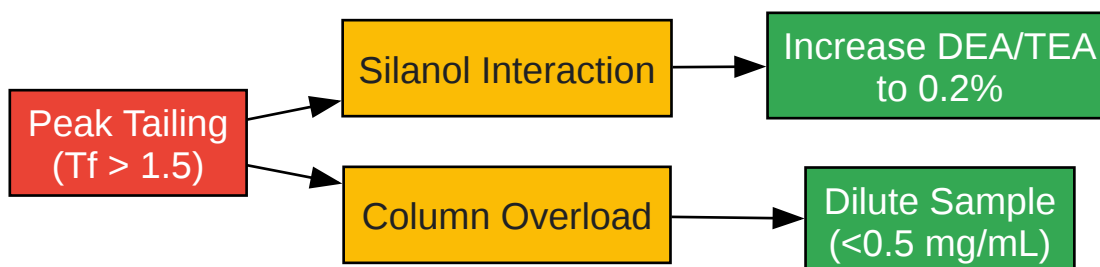 Peak Tailing
(Tf > 1.5)
Silanol Interaction
Increase DEA/TEA
to 0.2%
Column Overload
Dilute Sample
(<0.5 mg/mL)